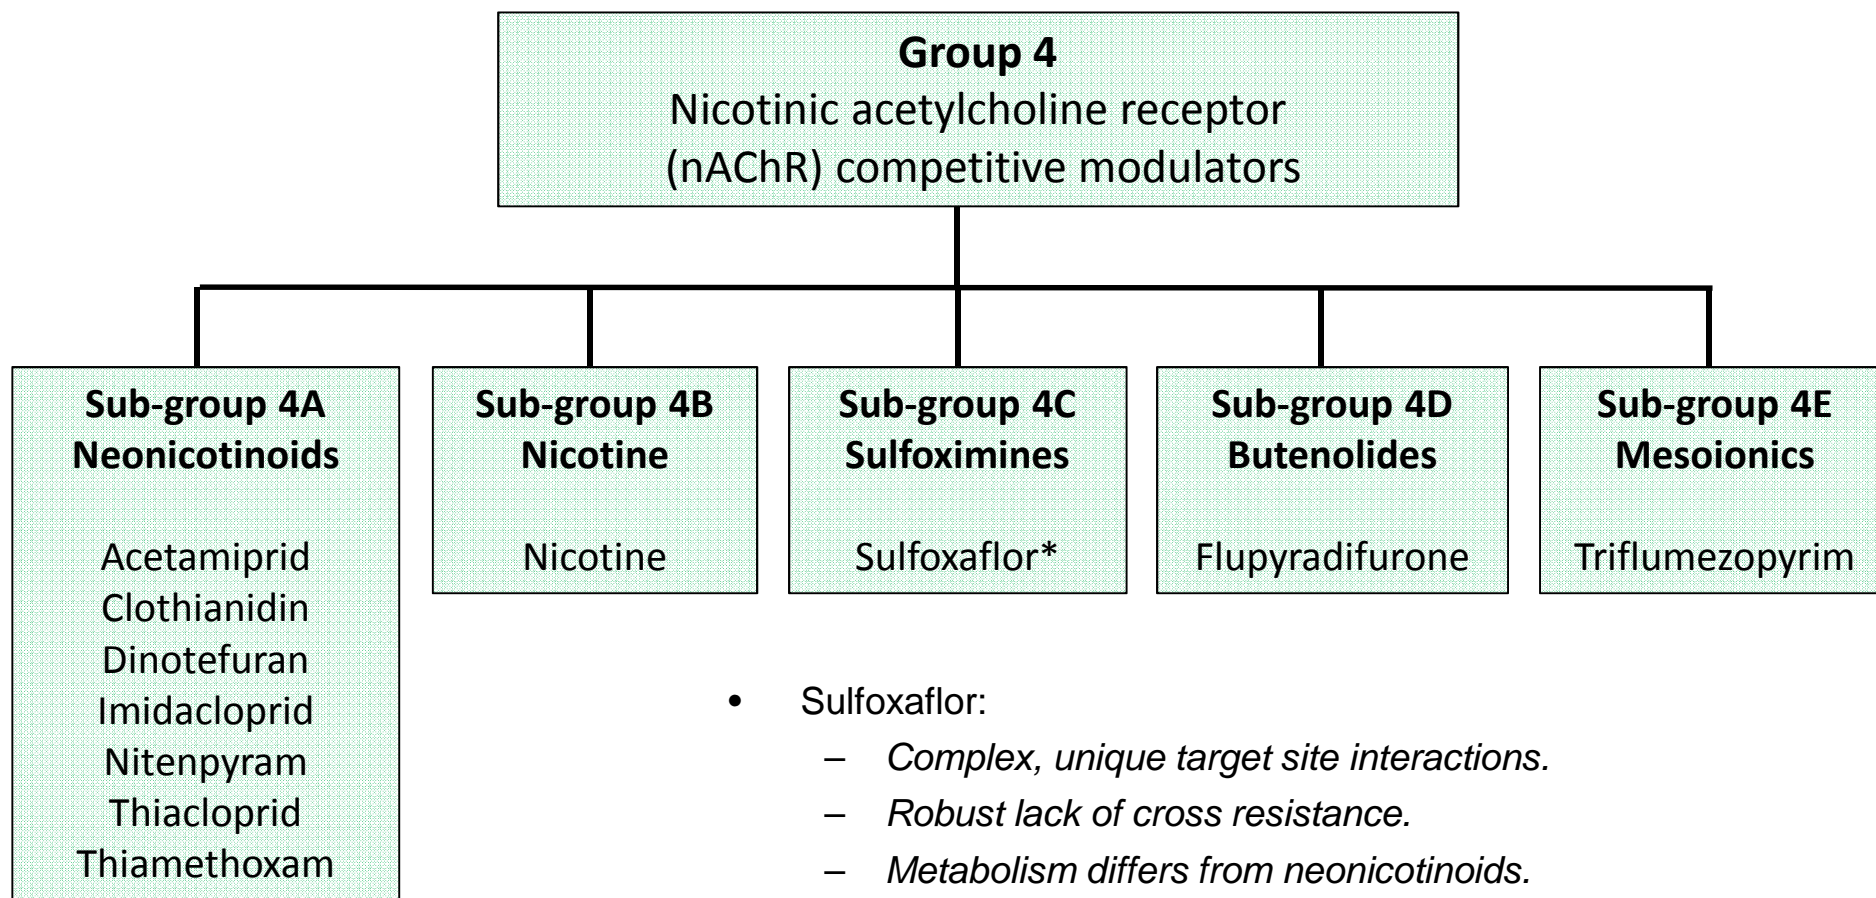 Group 4
Nicotinic acetylcholine receptor
(nAChR) competitive modulators
Sub-group 4A
Neonicotinoids
Acetamiprid
Clothianidin
Dinotefuran
Imidacloprid
Nitenpyram
Thiacloprid
Thiamethoxam
Sub-group 4B
Nicotine
Nicotine
Sub-group 4C
Sulfoximines
Sulfoxaflor*
Sub-group 4D
Butenolides
Flupyradifurone
Sub-group 4E
Mesoionics
Triflumezopyrim
• Sulfoxaflor:
– Complex, unique target site interactions.
– Robust lack of cross resistance.
– Metabolism differs from neonicotinoids.